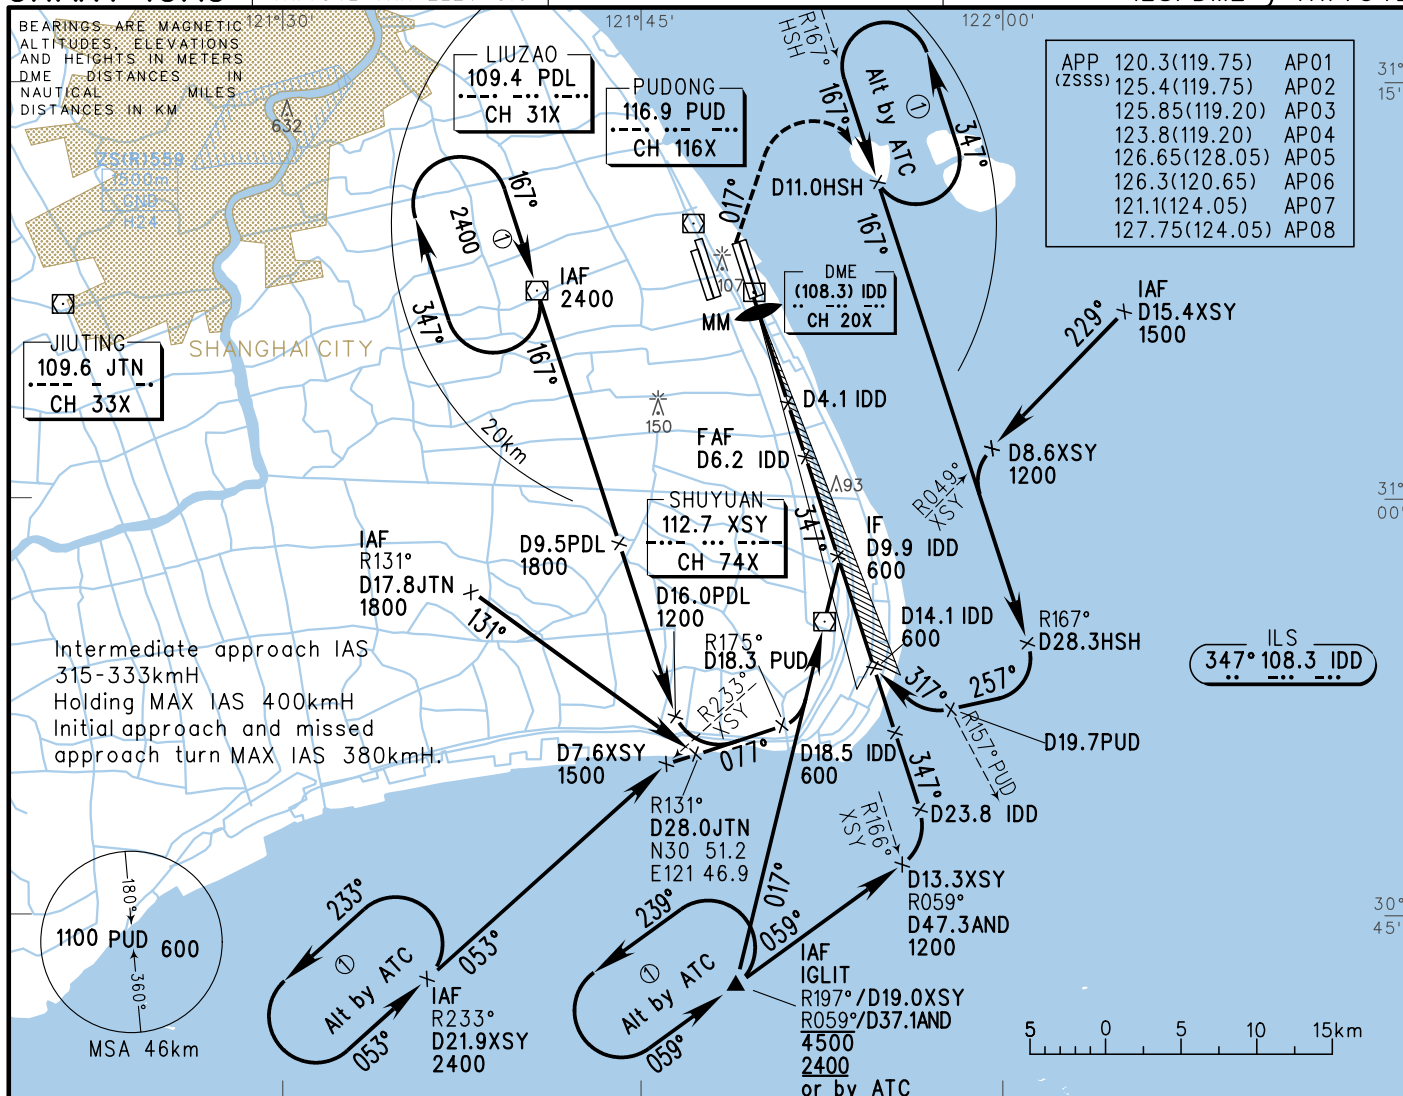 121°30'
121°45'
122°00'
BEARINGS ARE MAGNETIC
ALTITUDES, ELEVATIONS
AND HEIGHTS IN METERS
DME DISTANCES IN
NAUTICAL MILES
DISTANCES IN KM
632
ZS(R)559
1500m
GND
H24
LIUZAO
109.4 PDL
CH 31X
PUDONG
116.9 PUD
CH 116X
R167°
HSH
167°
Alt by ATC
①
347°
D11.0HSH
167°
APP 120.3(119.75) AP01
(ZSSS) 125.4(119.75) AP02
125.85(119.20) AP03
123.8(119.20) AP04
126.65(128.05) AP05
126.3(120.65) AP06
121.1(124.05) AP07
127.75(124.05) AP08
31°
15'
167°
2400
①
347°
IAF
2400
167°
017°
107
MM
DME
(108.3) IDD
CH 20X
IAF
D15.4XSY
1500
229°
JIUTING
109.6 JTN
CH 33X
SHANGHAI CITY
20km
150
D4.1 IDD
FAF
D6.2 IDD
93
D8.6XSY
1200
R049°
XSY
31°
00'
SHUYUAN
112.7 XSY
CH 74X
347°
IF
D9.9 IDD
600
IAF
R131°
D17.8JTN
1800
131°
D9.5PDL
1800
D16.0PDL
1200
R175°
D18.3 PUD
D14.1 IDD
600
R167°
D28.3HSH
ILS
347° 108.3 IDD
Intermediate approach IAS
315-333kmH
Holding MAX IAS 400kmH
Initial approach and missed
approach turn MAX IAS 380kmH.
R233°
XSY
077°
D7.6XSY
1500
317°
257°
R157° PUD
D19.7PUD
D18.5 IDD
600
347°
D23.8 IDD
R131°
D28.0JTN
N30 51.2
E121 46.9
R166°
XSY
D13.3XSY
R059°
D47.3AND
1200
180°
1100 PUD 600
360°
MSA 46km
233°
①
Alt by ATC
053°
053°
IAF
R233°
D21.9XSY
2400
239°
①
Alt by ATC
059°
017°
059°
IAF
IGLIT
R197°/D19.0XSY
R059°/D37.1AND
4500
2400
or by ATC
30°
45'
5 0 5 10 15km